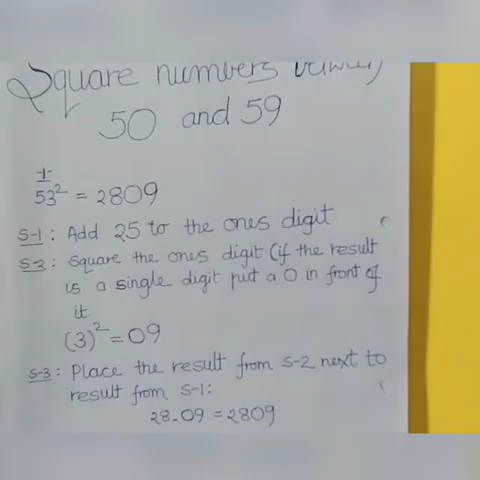 Square numbers
50 and 59
-1-
53² = 2809
S-1: Add 25 to the ones digit
S-2: Square the ones digit (if the result
is a single digit put a 0 in front of
it
(3)² = 09
S-3: Place the result from S-2 next to
result from S-1:
28-09 = 2809